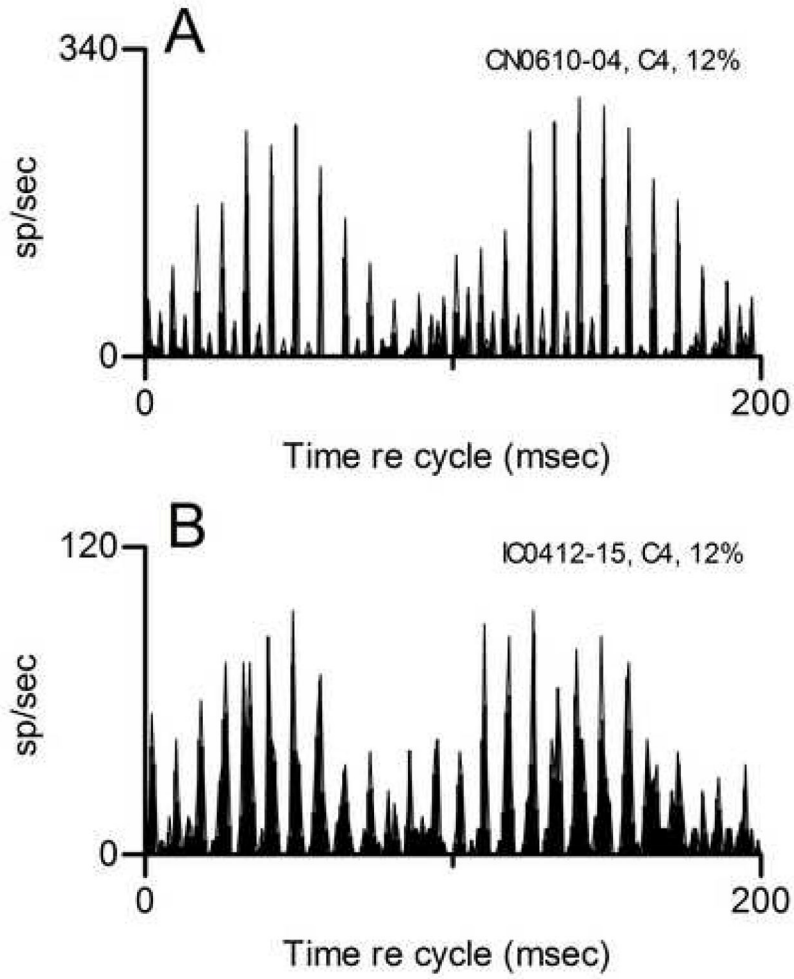 A
340
CN0610-04, C4, 12%
sp/sec
0
0 200
Time re cycle (msec)
B
120
IC0412-15, C4, 12%
sp/sec
0
0 200
Time re cycle (msec)